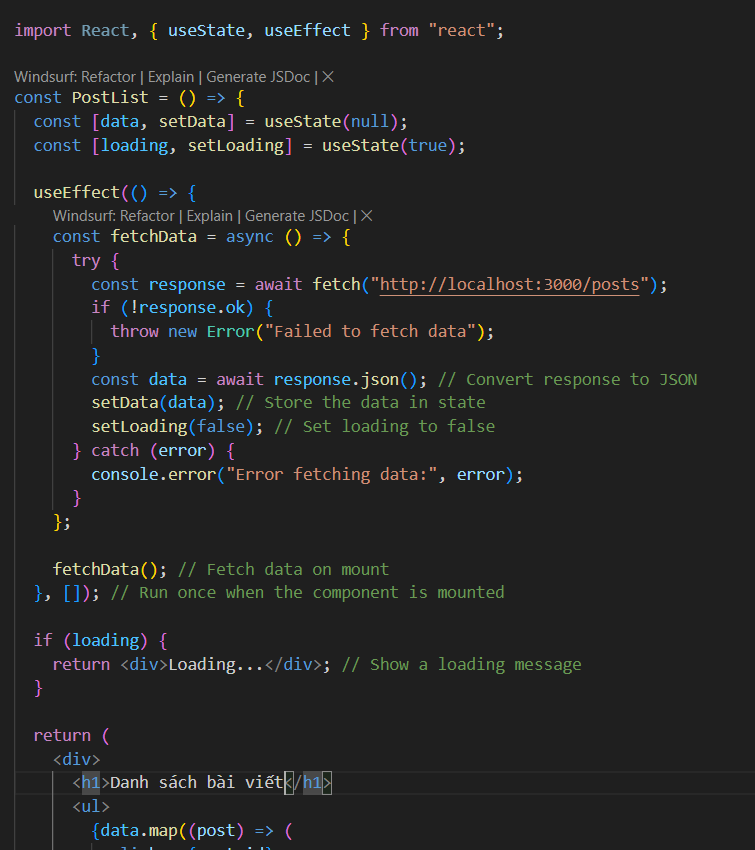 import React, { useState, useEffect } from "react";
Windsurf: Refactor | Explain | Generate JSDoc | ×
const PostList = () => {
const [data, setData] = useState(null);
const [loading, setLoading] = useState(true);
useEffect(() => {
Windsurf: Refactor | Explain | Generate JSDoc | ×
const fetchData = async () => {
try {
const response = await fetch("http://localhost:3000/posts");
if (!response.ok) {
throw new Error("Failed to fetch data");
}
const data = await response.json(); // Convert response to JSON
setData(data); // Store the data in state
setLoading(false); // Set loading to false
} catch (error) {
console.error("Error fetching data:", error);
}
};
fetchData(); // Fetch data on mount
}, []); // Run once when the component is mounted
if (loading) {
return <div>Loading...</div>; // Show a loading message
}
return (
<div>
<h1>Danh sách bài viết</h1>
<ul>
{data.map((post) => (